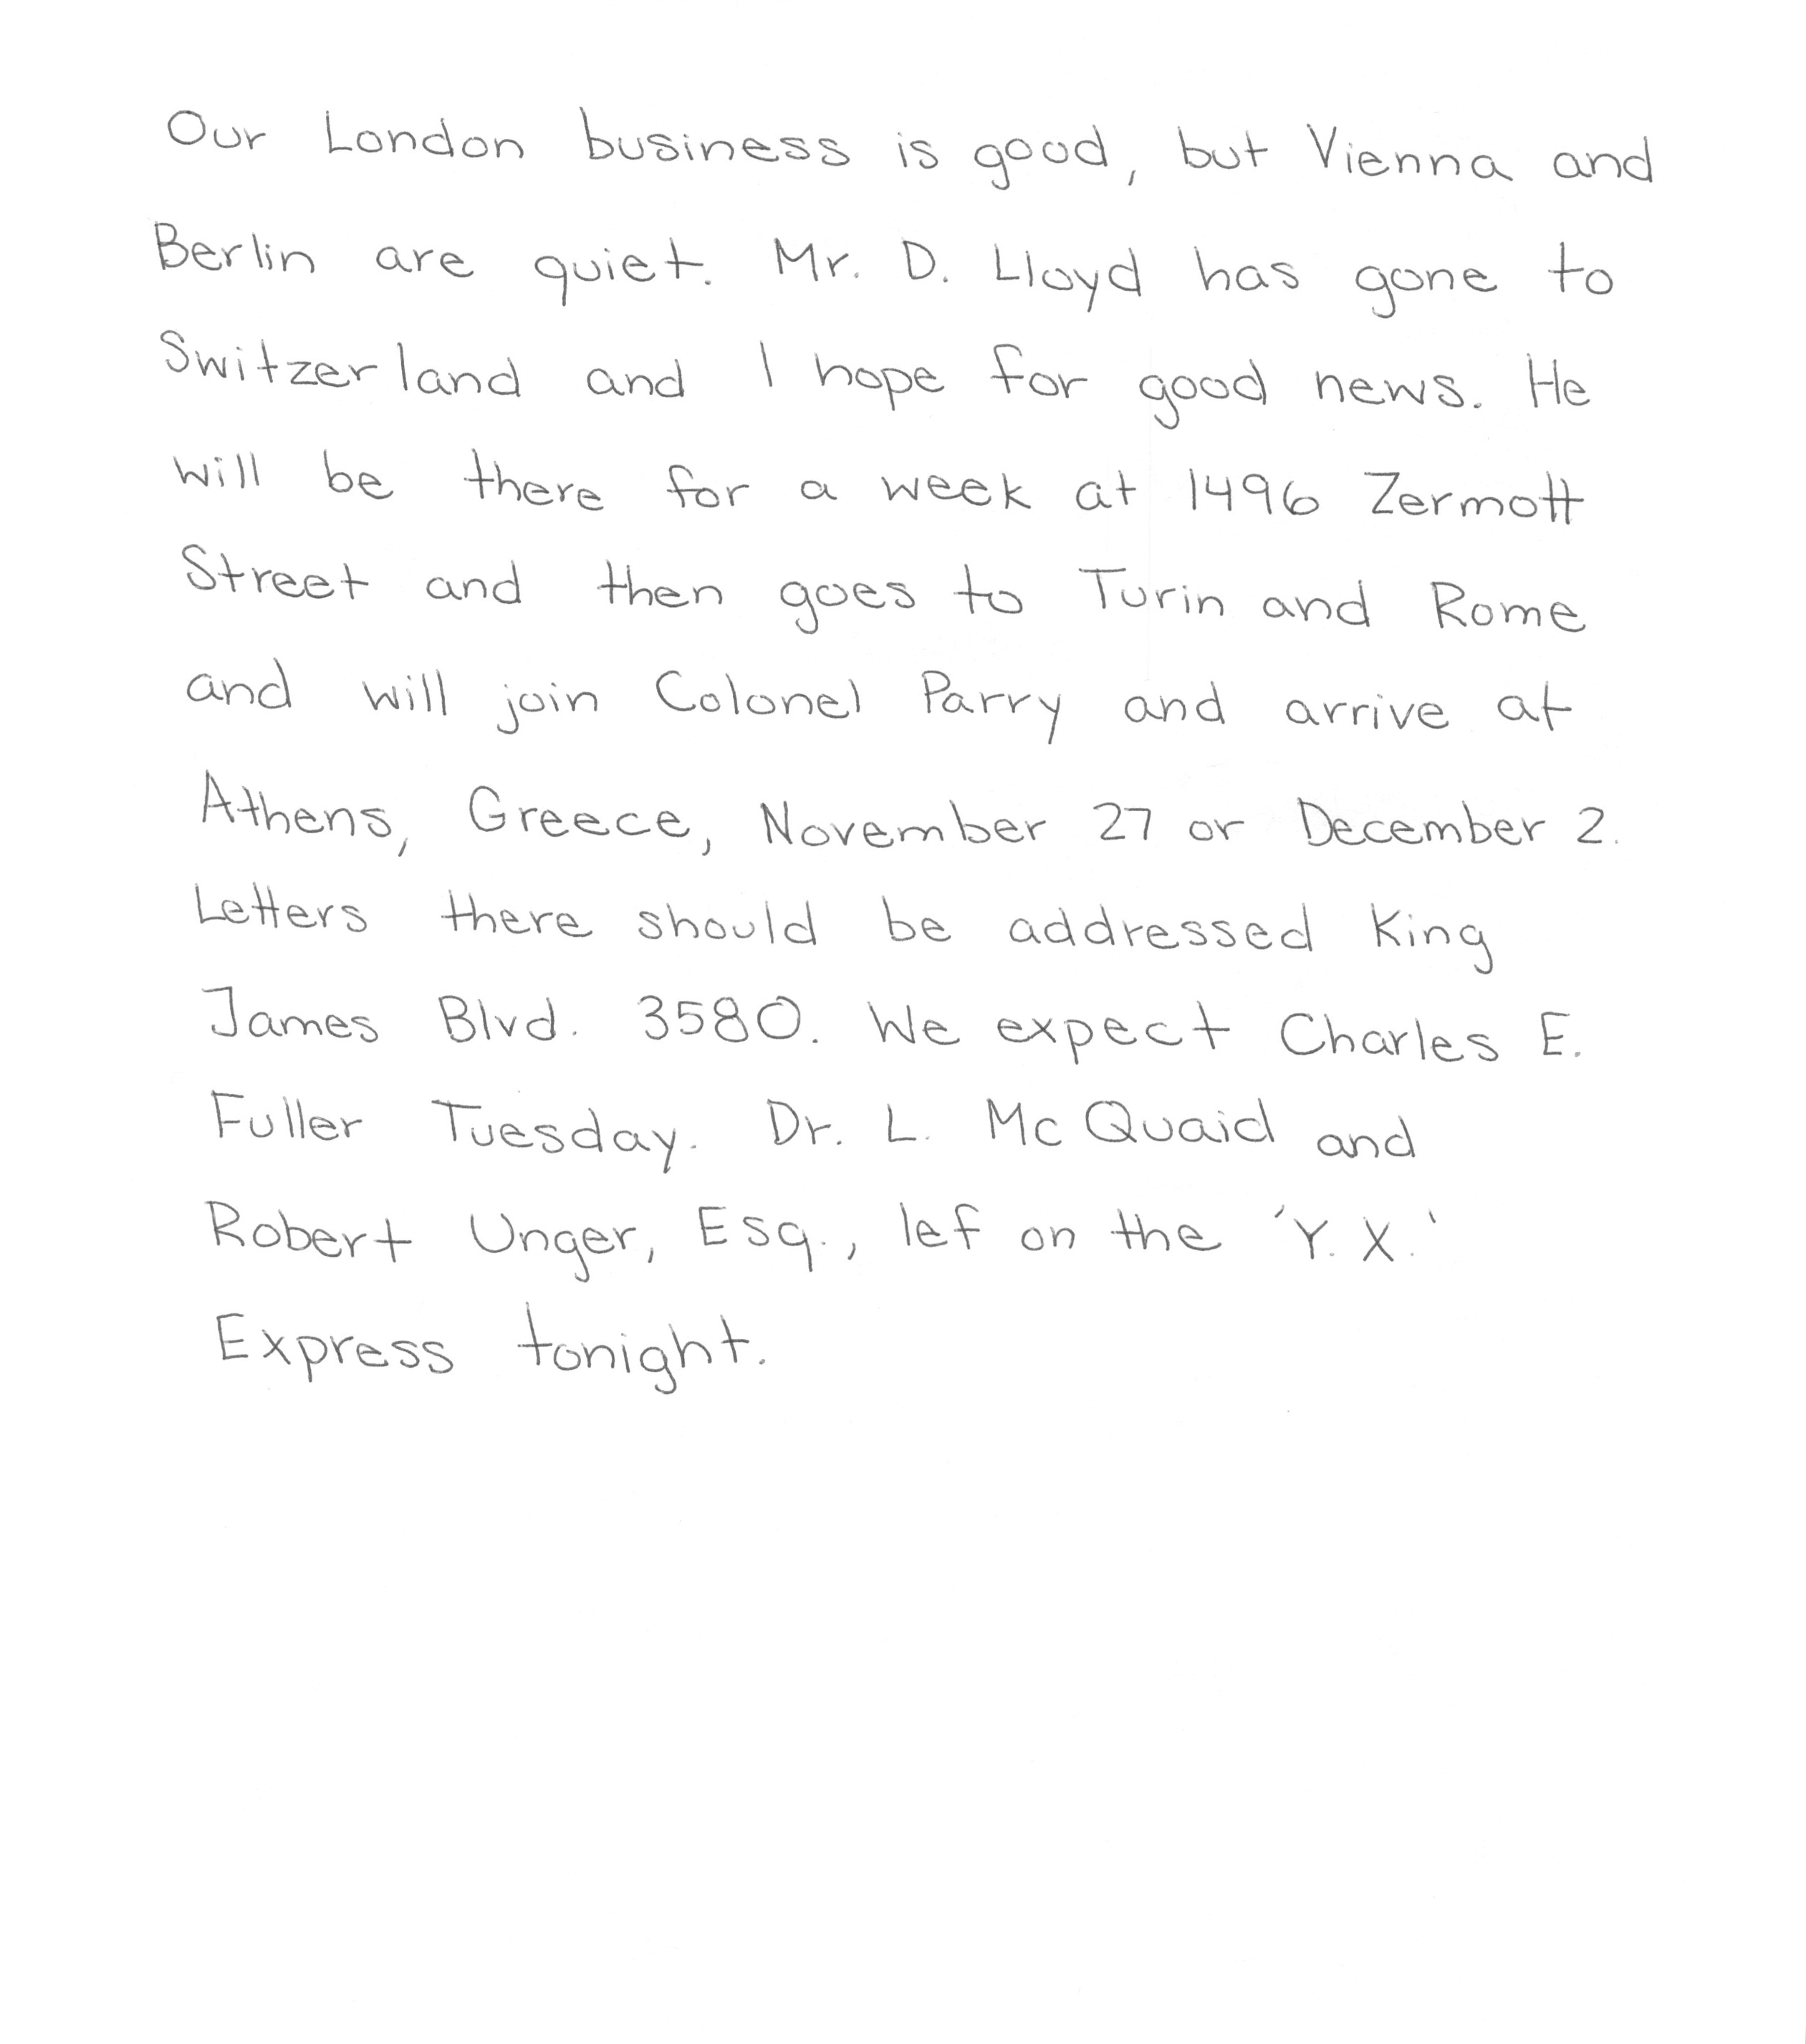 Our London business is good, but Vienna and
Berlin are quiet. Mr. D. Lloyd has gone to
Switzerland and I hope for good news. He
will be there for a week at 1496 Zermott
Street and then goes to Turin and Rome
and will join Colonel Parry and arrive at
Athens, Greece, November 27 or December 2.
Letters there should be addressed King
James Blvd. 3580. We expect Charles E.
Fuller Tuesday. Dr. L. Mc Quaid and
Robert Unger, Esq., lef on the 'Y. X.'
Express tonight.